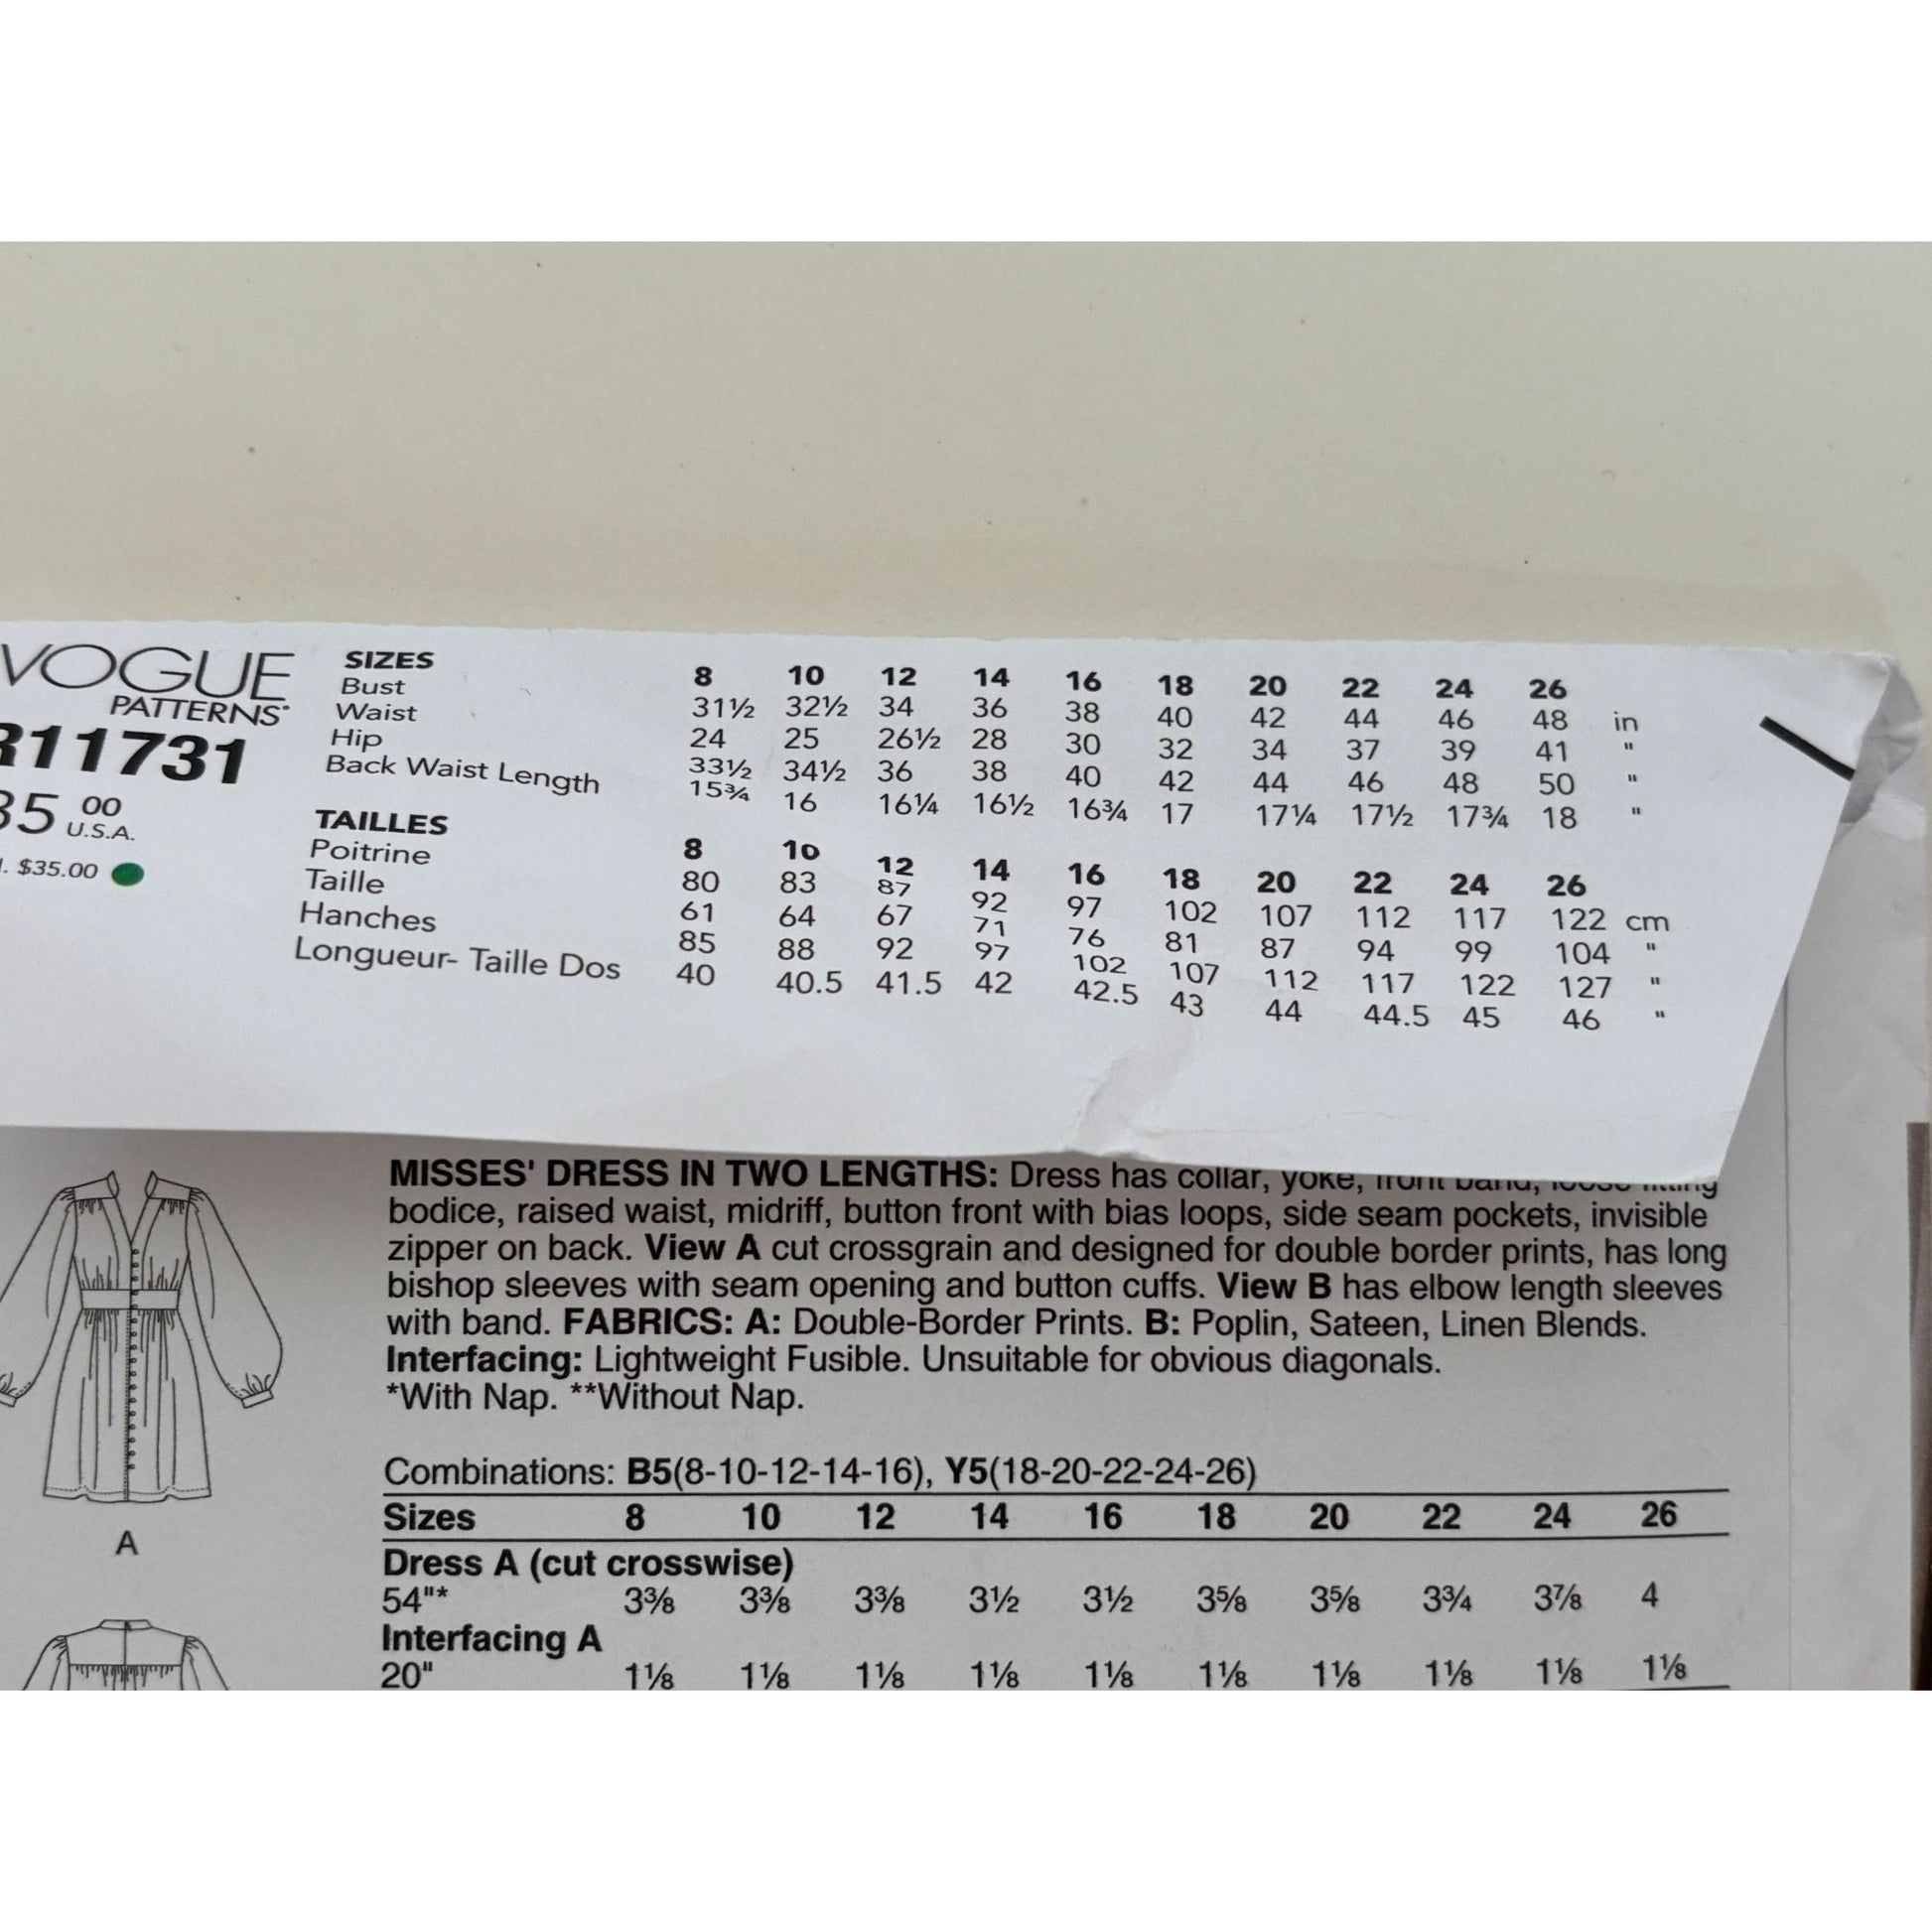 VOGUE
PATTERNS
R11731
35 00
U.S.A.
. $35.00
SIZES 8 10 12 14 16 18 20 22 24 26
Bust 31½ 32½ 34 36 38 40 42 44 46 48 in
Waist 24 25 26½ 28 30 32 34 37 39 41 "
Hip 33½ 34½ 36 38 40 42 44 46 48 50 "
Back Waist Length 15¾ 16 16¼ 16½ 16¾ 17 17¼ 17½ 17¾ 18 "
TAILLES 8 10 12 14 16 18 20 22 24 26
Poitrine 80 83 87 92 97 102 107 112 117 122 cm
Taille 61 64 67 71 76 81 87 94 99 104 "
Hanches 85 88 92 97 102 107 112 117 122 127 "
Longueur- Taille Dos 40 40.5 41.5 42 42.5 43 44 44.5 45 46 "
MISSES' DRESS IN TWO LENGTHS: Dress has collar, yoke, front band, loose fitting
bodice, raised waist, midriff, button front with bias loops, side seam pockets, invisible
zipper on back. View A cut crossgrain and designed for double border prints, has long
bishop sleeves with seam opening and button cuffs. View B has elbow length sleeves
with band. FABRICS: A: Double-Border Prints. B: Poplin, Sateen, Linen Blends.
Interfacing: Lightweight Fusible. Unsuitable for obvious diagonals.
*With Nap. **Without Nap.
Combinations: B5(8-10-12-14-16), Y5(18-20-22-24-26)
Sizes 8 10 12 14 16 18 20 22 24 26
Dress A (cut crosswise)
54"* 3⅜ 3⅜ 3⅜ 3½ 3½ 3⅝ 3⅝ 3¾ 3⅞ 4
Interfacing A
20" 1⅛ 1⅛ 1⅛ 1⅛ 1⅛ 1⅛ 1⅛ 1⅛ 1⅛ 1⅛
A